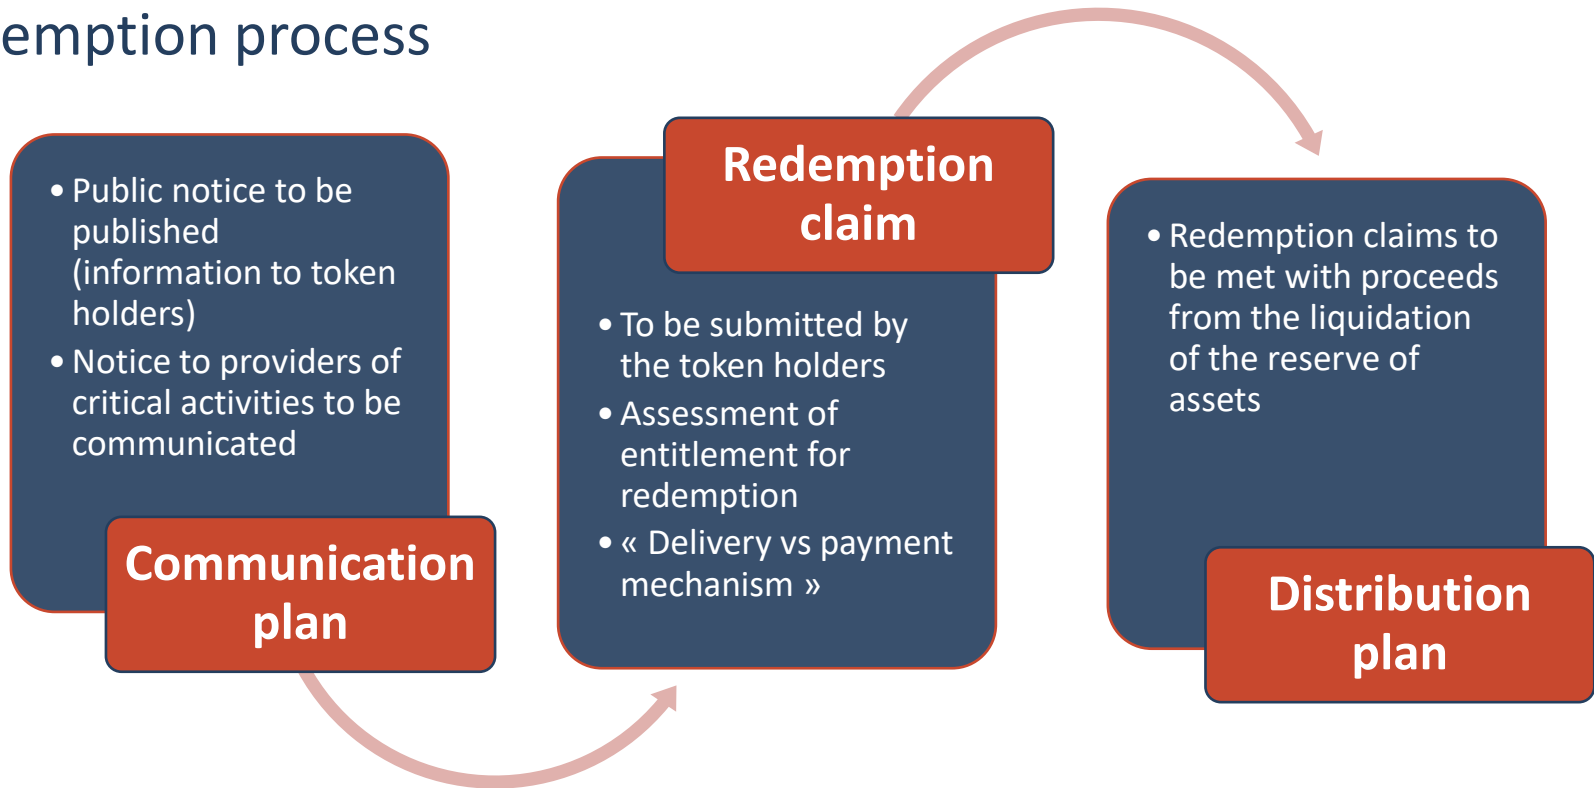 emption process
• Public notice to be
published
(information to token
holders)
• Notice to providers of
critical activities to be
communicated
Communication
plan
Redemption
claim
• To be submitted by
the token holders
• Assessment of
entitlement for
redemption
• « Delivery vs payment
mechanism »
• Redemption claims to
be met with proceeds
from the liquidation
of the reserve of
assets
Distribution
plan